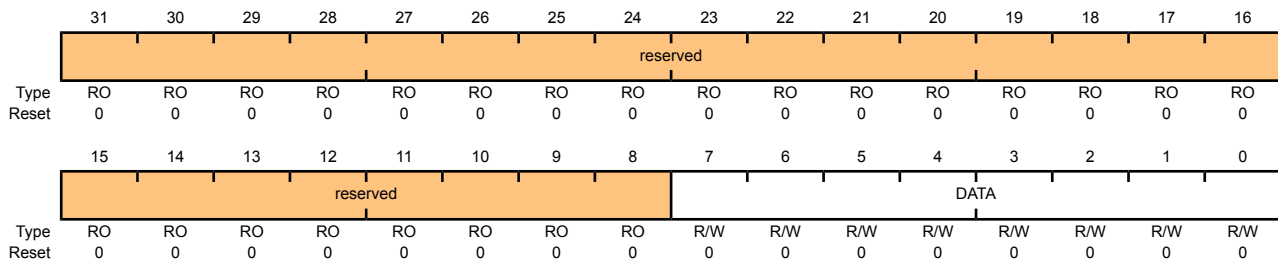 31 30 29 28 27 26 25 24 23 22 21 20 19 18 17 16
reserved
Type RO RO RO RO RO RO RO RO RO RO RO RO RO RO RO RO
Reset 0 0 0 0 0 0 0 0 0 0 0 0 0 0 0 0
15 14 13 12 11 10 9 8 7 6 5 4 3 2 1 0
reserved DATA
Type RO RO RO RO RO RO RO RO R/W R/W R/W R/W R/W R/W R/W R/W
Reset 0 0 0 0 0 0 0 0 0 0 0 0 0 0 0 0